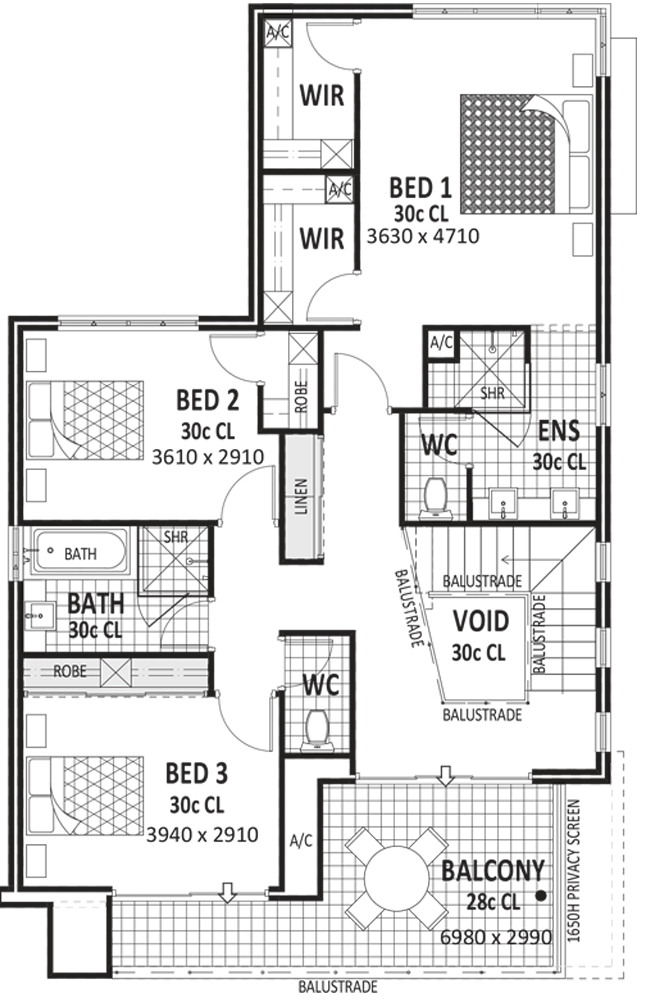 A/C
WIR
A/C
WIR
BED 1
30c CL
3630 x 4710
A/C
SHR
ENS
30c CL
WC
BED 2
30c CL
3610 x 2910
ROBE
LINEN
BATH
SHR
BATH
30c CL
BALUSTRADE
BALUSTRADE
VOID
30c CL
BALUSTRADE
BALUSTRADE
ROBE
WC
BED 3
30c CL
3940 x 2910
A/C
BALCONY
28c CL
6980 x 2990
1650H PRIVACY SCREEN
BALUSTRADE